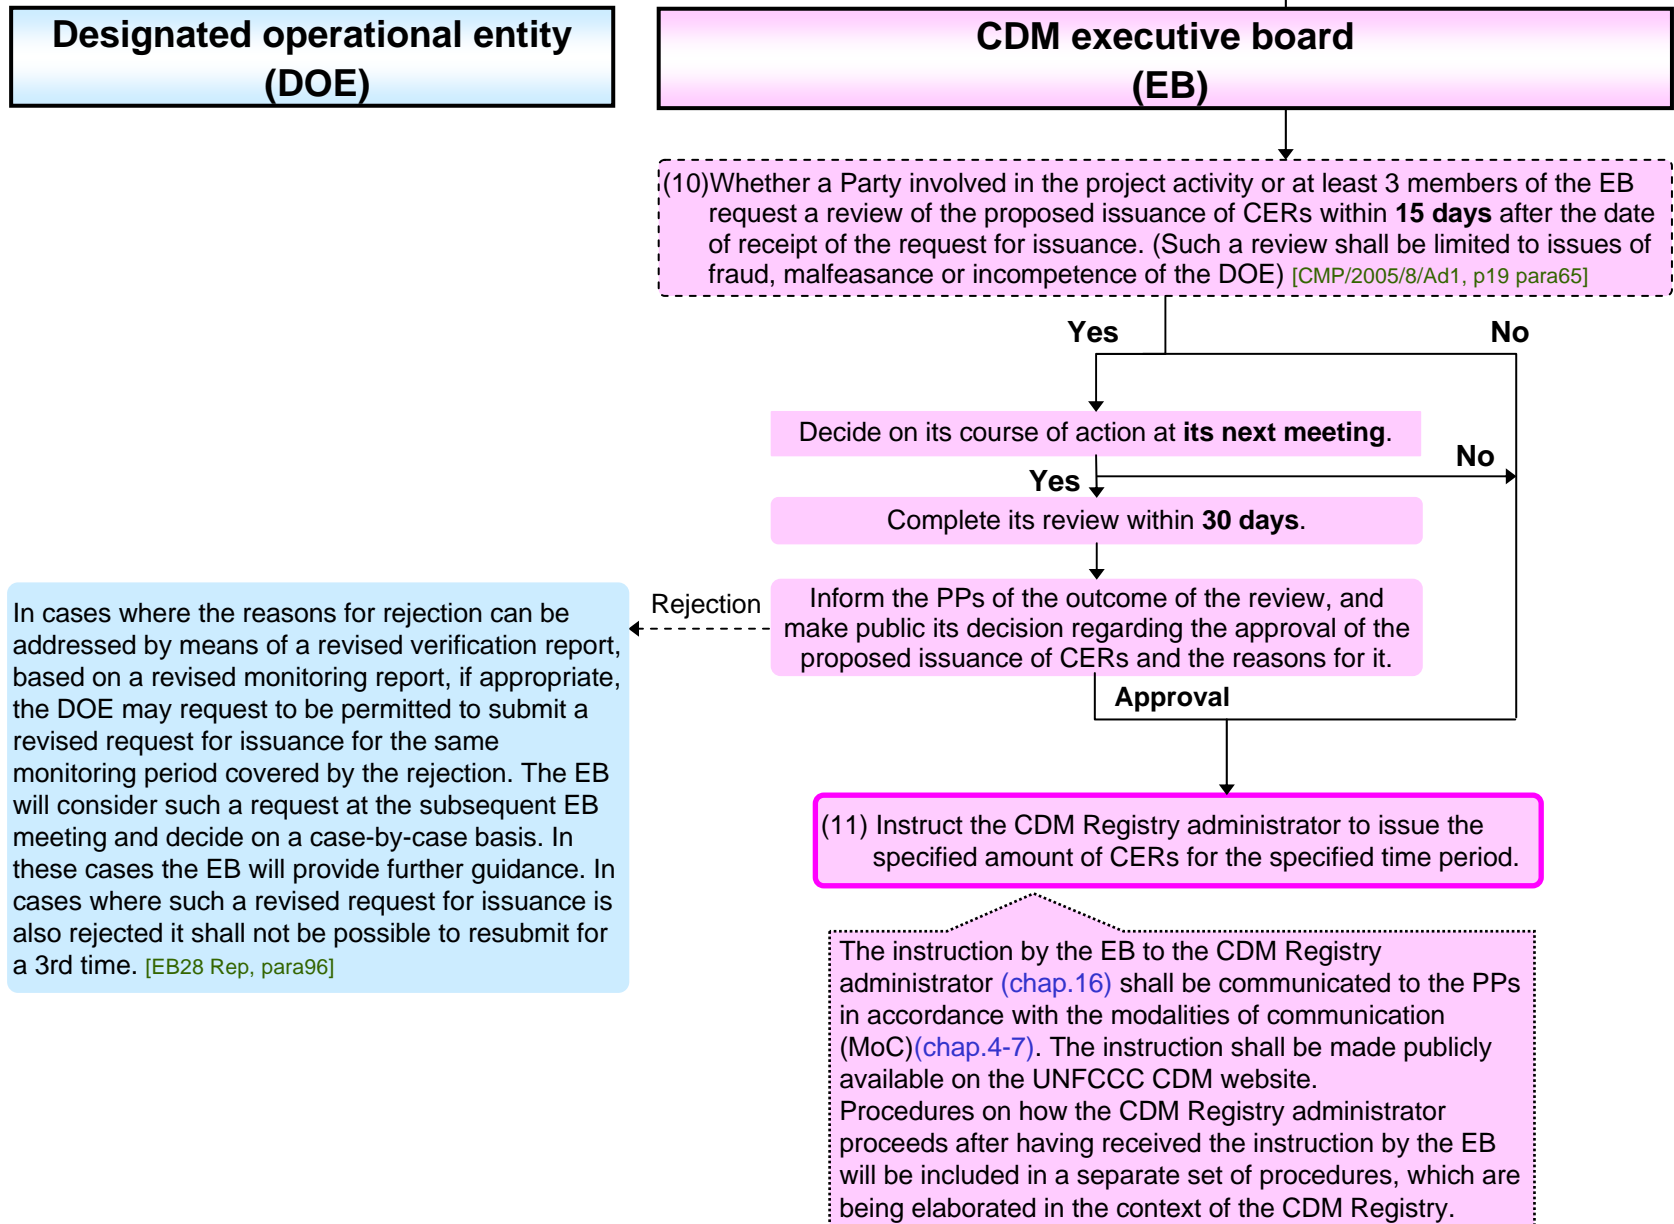 Designated operational entity
(DOE)
CDM executive board
(EB)
(10)Whether a Party involved in the project activity or at least 3 members of the EB
request a review of the proposed issuance of CERs within 15 days after the date
of receipt of the request for issuance. (Such a review shall be limited to issues of
fraud, malfeasance or incompetence of the DOE) [CMP/2005/8/Ad1, p19 para65]
Yes
No
Decide on its course of action at its next meeting.
No
Yes
Complete its review within 30 days.
Inform the PPs of the outcome of the review, and
make public its decision regarding the approval of the
proposed issuance of CERs and the reasons for it.
Rejection
In cases where the reasons for rejection can be
addressed by means of a revised verification report,
based on a revised monitoring report, if appropriate,
the DOE may request to be permitted to submit a
revised request for issuance for the same
monitoring period covered by the rejection. The EB
will consider such a request at the subsequent EB
meeting and decide on a case-by-case basis. In
these cases the EB will provide further guidance. In
cases where such a revised request for issuance is
also rejected it shall not be possible to resubmit for
a 3rd time. [EB28 Rep, para96]
Approval
(11) Instruct the CDM Registry administrator to issue the
specified amount of CERs for the specified time period.
The instruction by the EB to the CDM Registry
administrator (chap.16) shall be communicated to the PPs
in accordance with the modalities of communication
(MoC)(chap.4-7). The instruction shall be made publicly
available on the UNFCCC CDM website.
Procedures on how the CDM Registry administrator
proceeds after having received the instruction by the EB
will be included in a separate set of procedures, which are
being elaborated in the context of the CDM Registry.